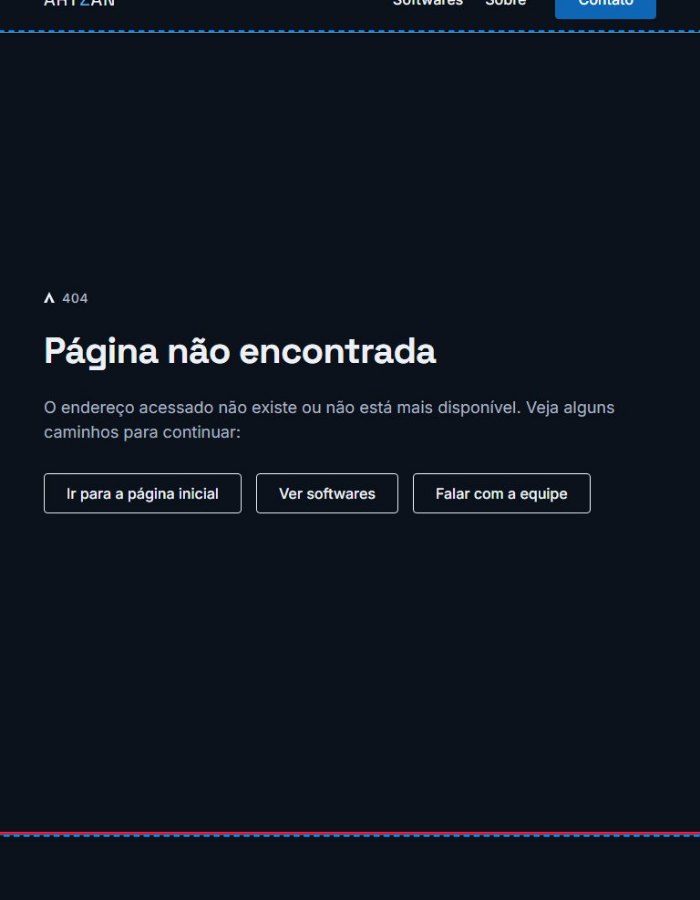 ARTZAN
Softwares Sobre Contato
404
Página não encontrada
O endereço acessado não existe ou não está mais disponível. Veja alguns
caminhos para continuar:
Ir para a página inicial Ver softwares Falar com a equipe